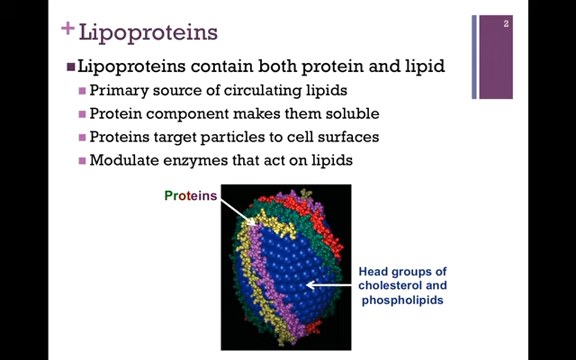 2
+ Lipoproteins
Lipoproteins contain both protein and lipid
Primary source of circulating lipids
Protein component makes them soluble
Proteins target particles to cell surfaces
Modulate enzymes that act on lipids
Proteins
Head groups of
cholesterol and
phospholipids